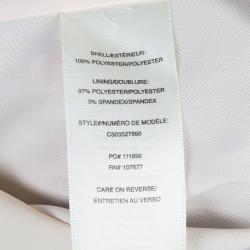 SHELL/EXTÉRIEUR:
100% POLYESTER/POLYESTER
LINING/DOUBLURE:
97% POLYESTER/POLYESTER
3% SPANDEX/SPANDEX
STYLE#/NUMÉRO DE MODÈLE:
C503527898
PO# 111898
RN# 107677
CARE ON REVERSE/
ENTRETIEN AU VERSO